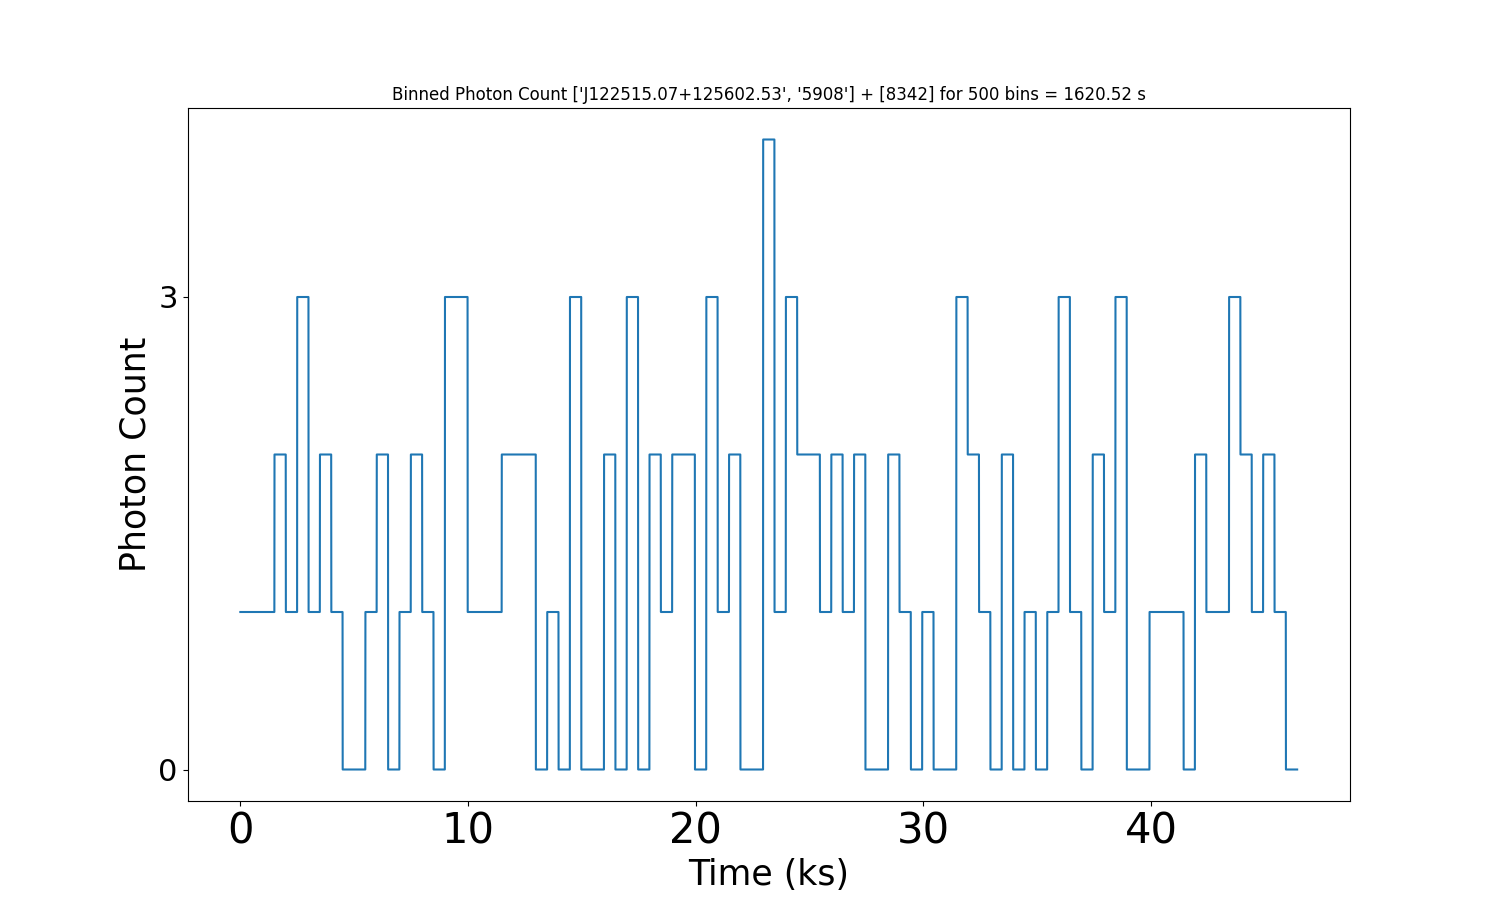 Binned Photon Count ['J122515.07+125602.53', '5908'] + [8342] for 500 bins = 1620.52 s
3
0
Photon Count
0 10 20 30 40
Time (ks)